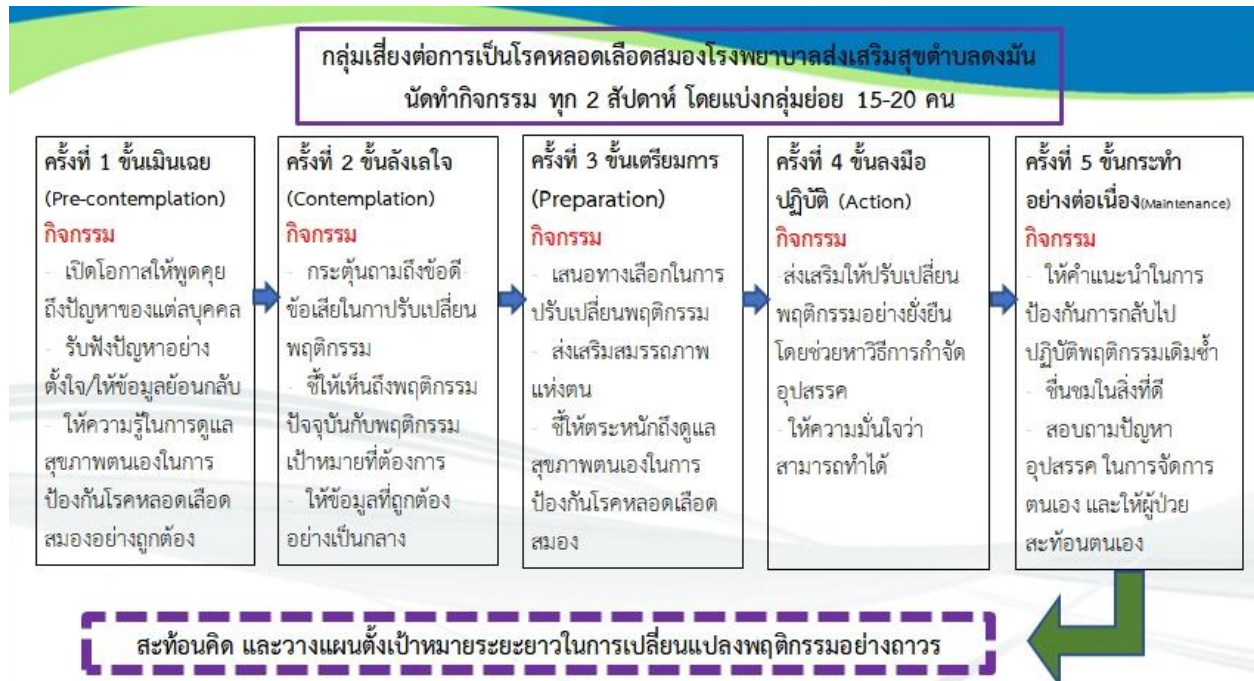 กลุ่มเสี่ยงต่อการเป็นโรคหลอดเลือดสมองโรงพยาบาลส่งเสริมสุขตำบลดงมัน
นัดทำกิจกรรม ทุก 2 สัปดาห์ โดยแบ่งกลุ่มย่อย 15-20 คน
ครั้งที่ 1 ขั้นเมินเฉย
(Pre-contemplation)
กิจกรรม
- เปิดโอกาสให้พูดคุย
ถึงปัญหาของแต่ลบุคคล
- รับฟังปัญหาอย่าง
ตั้งใจ/ให้ข้อมูลย้อนกลับ
- ให้ความรู้ในการดูแล
สุขภาพตนเองในการ
ป้องกันโรคหลอดเลือด
สมองอย่างถูกต้อง
ครั้งที่ 2 ขั้นลังเลใจ
(Contemplation)
กิจกรรม
- กระตุ้นถามถึงข้อดี
ข้อเสียในกาปรับเปลี่ยน
พฤติกรรม
- ชี้ให้เห็นถึงพฤติกรรม
ปัจจุบันกับพฤติกรรม
เป้าหมายที่ต้องการ
- ให้ข้อมูลที่ถูกต้อง
อย่างเป็นกลาง
ครั้งที่ 3 ขั้นเตรียมการ
(Preparation)
กิจกรรม
- เสนอทางเลือกในการ
ปรับเปลี่ยนพฤติกรรม
- ส่งเสริมสมรรถภาพ
แห่งตน
- ชี้ให้ตระหนักถึงดูแล
สุขภาพตนเองในการ
ป้องกันโรคหลอดเลือด
สมอง
ครั้งที่ 4 ขั้นลงมือ
ปฏิบัติ (Action)
กิจกรรม
-ส่งเสริมให้ปรับเปลี่ยน
พฤติกรรมอย่างยั่งยืน
โดยช่วยหาวิธีการกำจัด
อุปสรรค
- ให้ความมั่นใจว่า
สามารถทำได้
ครั้งที่ 5 ขั้นกระทำ
อย่างต่อเนื่อง(Maintenance)
กิจกรรม
- ให้คำแนะนำในการ
ป้องกันการกลับไป
ปฏิบัติพฤติกรรมเดิมซ้ำ
- ชื่นชมในสิ่งที่ดี
- สอบถามปัญหา
อุปสรรค ในการจัดการ
ตนเอง และให้ผู้ป่วย
สะท้อนตนเอง
สะท้อนคิด และวางแผนตั้งเป้าหมายระยะยาวในการเปลี่ยนแปลงพฤติกรรมอย่างถาวร